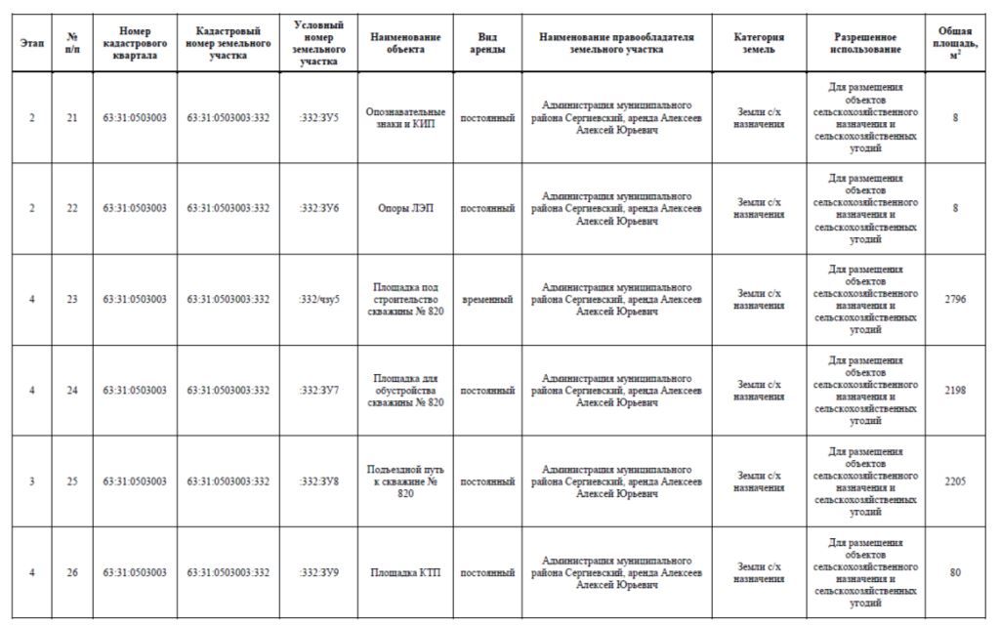 Этап
№
п/п
Номер
кадастрового
квартала
Кадастровый
номер земельного
участка
Условный
номер
земельного
участка
Наименование
объекта
Вид
аренды
Наименование правообладателя
земельного участка
Категория
земель
Разрешенное
использование
Общая
площадь,
м²
2
21
63:31:0503003
63:31:0503003:332
:332:ЗУ5
Опознавательные
знаки и КИП
постоянный
Администрация муниципального
района Сергиевский, аренда Алексеев
Алексей Юрьевич
Земли с/х
назначения
Для размещения
объектов
сельскохозяйственного
назначения и
сельскохозяйственных
угодий
8
2
22
63:31:0503003
63:31:0503003:332
:332:ЗУ6
Опоры ЛЭП
постоянный
Администрация муниципального
района Сергиевский, аренда Алексеев
Алексей Юрьевич
Земли с/х
назначения
Для размещения
объектов
сельскохозяйственного
назначения и
сельскохозяйственных
угодий
8
4
23
63:31:0503003
63:31:0503003:332
:332/чзу5
Площадка под
строительство
скважины № 820
временный
Администрация муниципального
района Сергиевский, аренда Алексеев
Алексей Юрьевич
Земли с/х
назначения
Для размещения
объектов
сельскохозяйственного
назначения и
сельскохозяйственных
угодий
2796
4
24
63:31:0503003
63:31:0503003:332
:332:ЗУ7
Площадка для
обустройства
скважины № 820
постоянный
Администрация муниципального
района Сергиевский, аренда Алексеев
Алексей Юрьевич
Земли с/х
назначения
Для размещения
объектов
сельскохозяйственного
назначения и
сельскохозяйственных
угодий
2198
3
25
63:31:0503003
63:31:0503003:332
:332:ЗУ8
Подъездной путь
к скважине №
820
постоянный
Администрация муниципального
района Сергиевский, аренда Алексеев
Алексей Юрьевич
Земли с/х
назначения
Для размещения
объектов
сельскохозяйственного
назначения и
сельскохозяйственных
угодий
2205
4
26
63:31:0503003
63:31:0503003:332
:332:ЗУ9
Площадка КТП
постоянный
Администрация муниципального
района Сергиевский, аренда Алексеев
Алексей Юрьевич
Земли с/х
назначения
Для размещения
объектов
сельскохозяйственного
назначения и
сельскохозяйственных
угодий
80